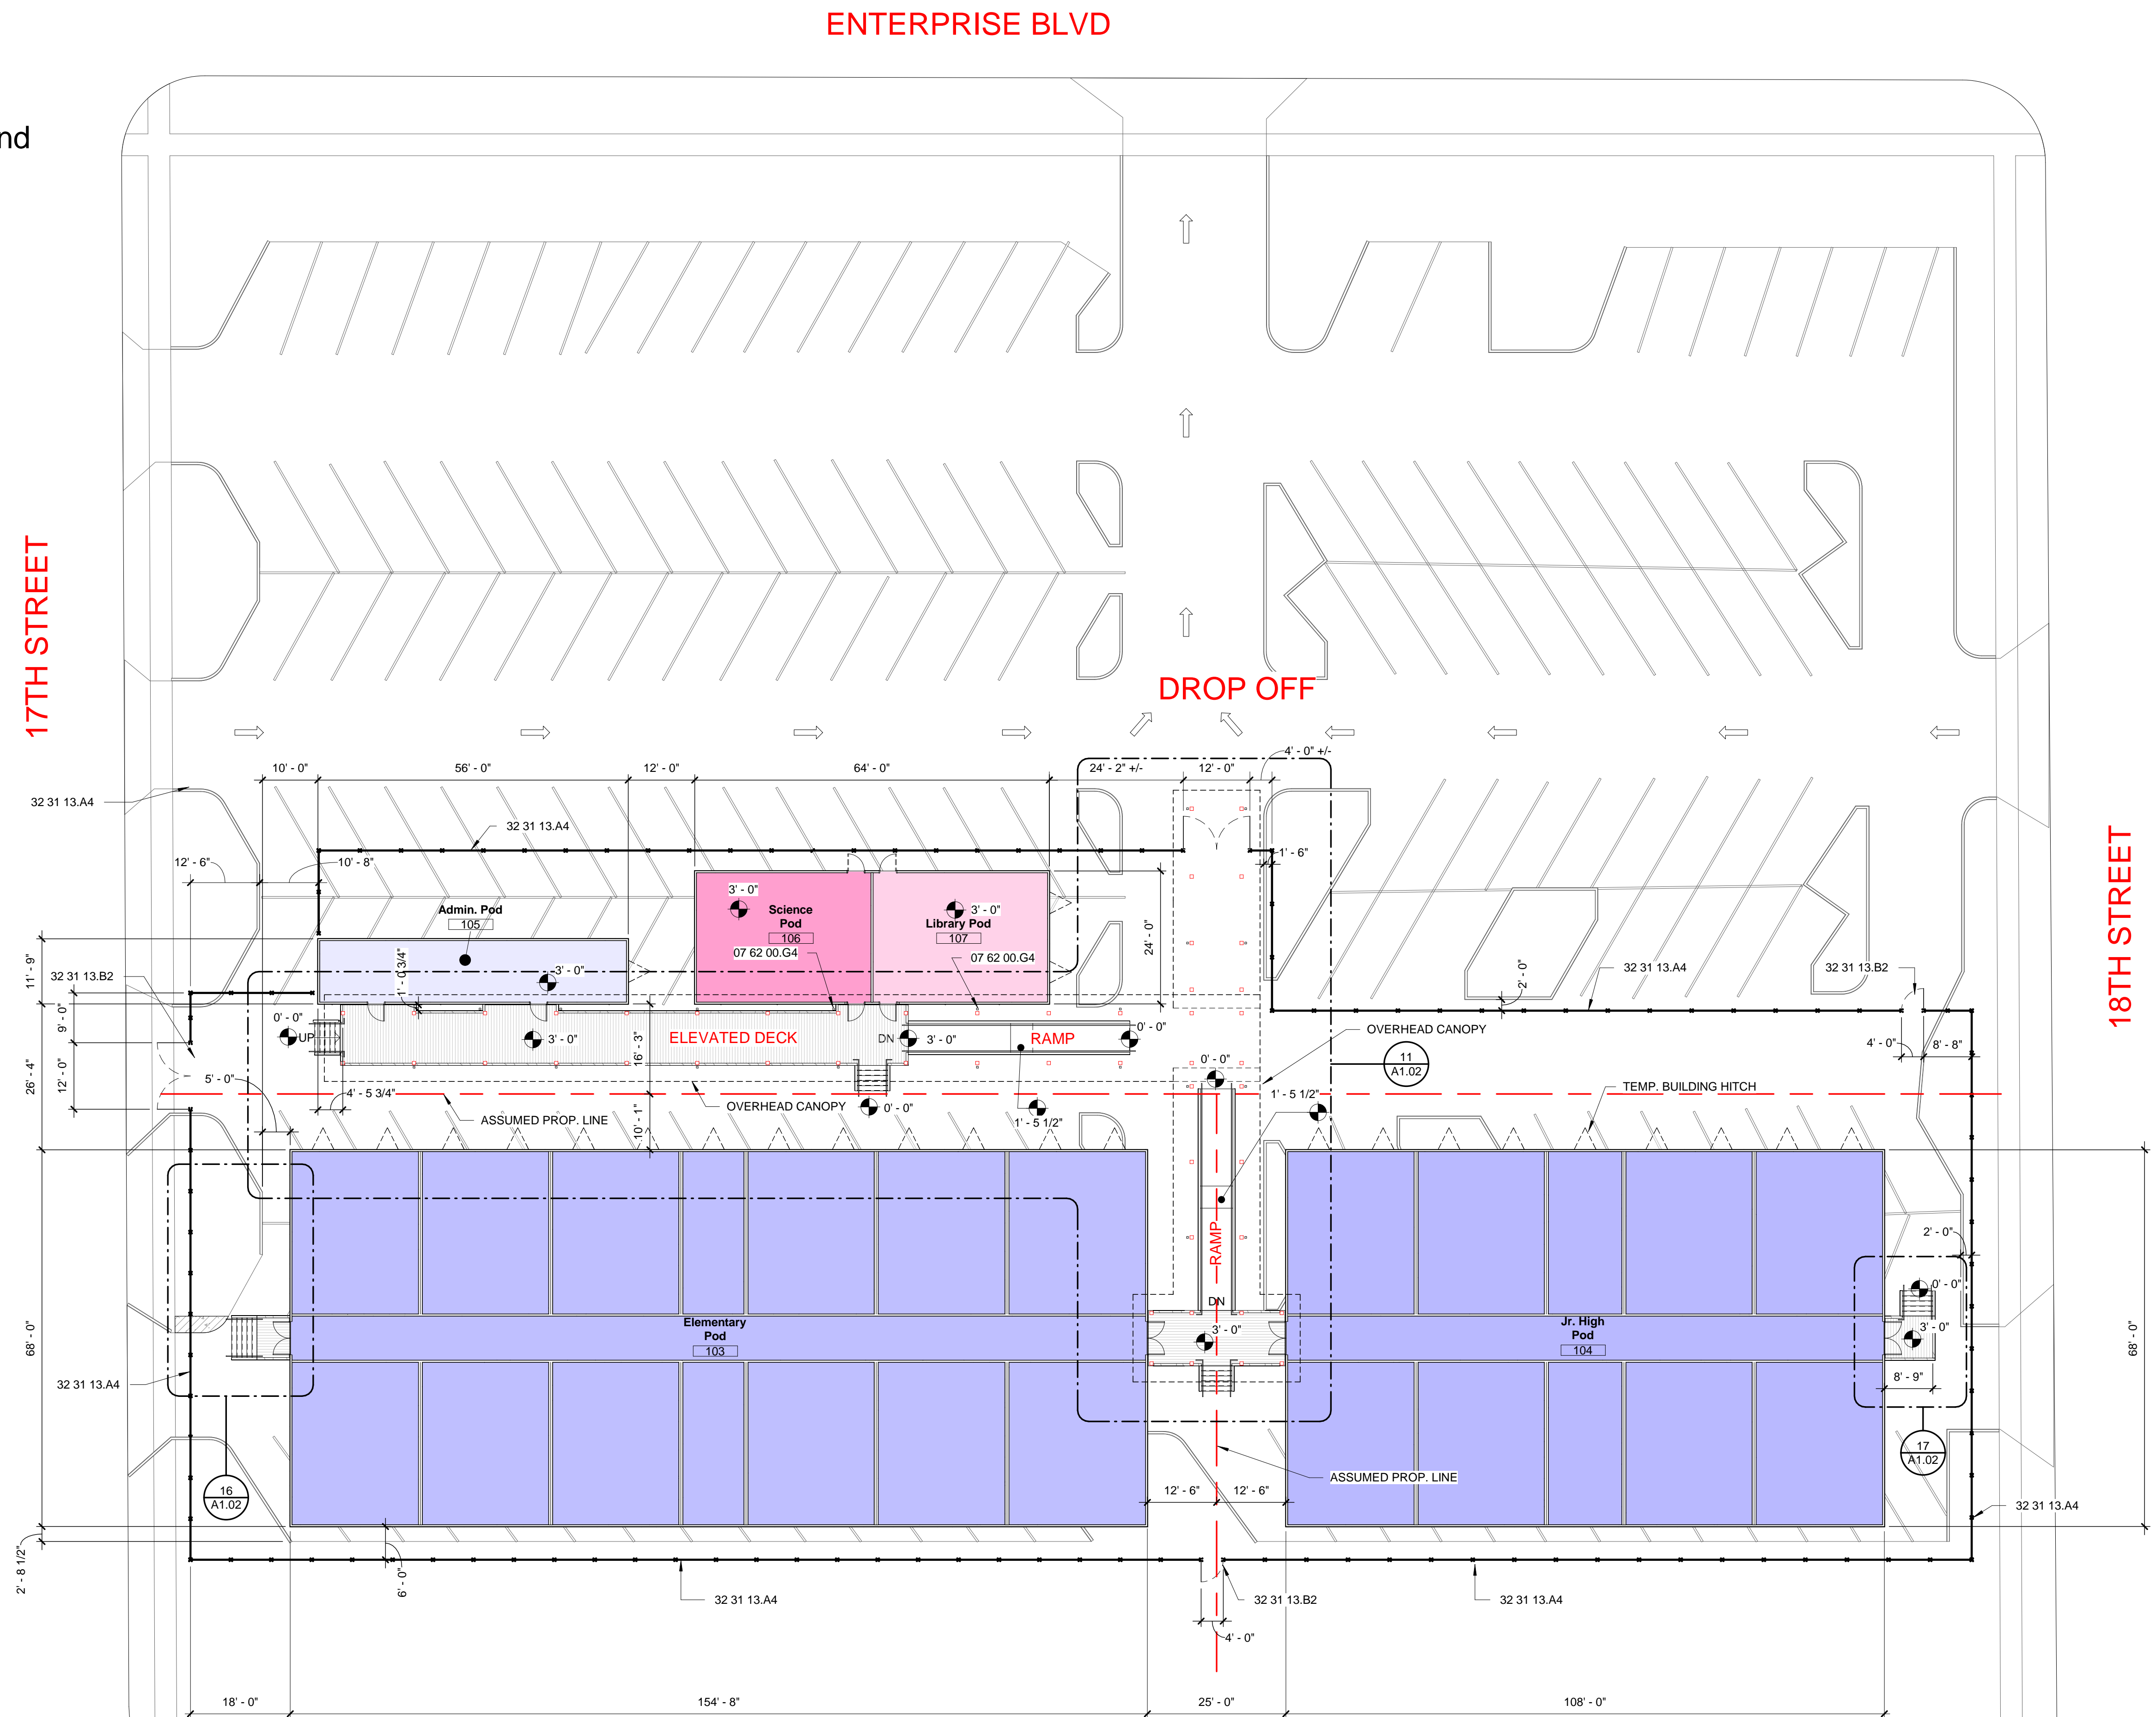 ENTERPRISE BLVD
nd
17TH STREET
18TH STREET
DROP OFF
4' - 0" +/-
10' - 0"
56' - 0"
12' - 0"
64' - 0"
24' - 2" +/-
12' - 0"
32 31 13.A4
32 31 13.A4
12' - 6"
10' - 8"
1' - 6"
3' - 0"
Admin. Pod
105
Science
Pod
106
3' - 0"
Library Pod
107
24' - 0"
07 62 00.G4
07 62 00.G4
11' - 9"
32 31 13.B2
1' - 0 3/4"
3' - 0"
2' - 0"
32 31 13.A4
32 31 13.B2
9' - 0"
0' - 0"
UP
3' - 0"
ELEVATED DECK
16' - 3"
DN
3' - 0"
RAMP
0' - 0"
OVERHEAD CANOPY
4' - 0"
8' - 8"
26' - 4"
12' - 0"
5' - 0"
4' - 5 3/4"
0' - 0"
11
A1.02
TEMP. BUILDING HITCH
ASSUMED PROP. LINE
OVERHEAD CANOPY
0' - 0"
10' - 1"
1' - 5 1/2"
1' - 5 1/2"
RAMP
2' - 0"
DN
0' - 0"
68' - 0"
Elementary
Pod
103
3' - 0"
Jr. High
Pod
104
3' - 0"
68' - 0"
32 31 13.A4
8' - 9"
16
A1.02
17
A1.02
ASSUMED PROP. LINE
12' - 6"
12' - 6"
32 31 13.A4
2' - 8 1/2"
6' - 0"
32 31 13.A4
32 31 13.B2
32 31 13.A4
4' - 0"
18' - 0"
154' - 8"
25' - 0"
108' - 0"